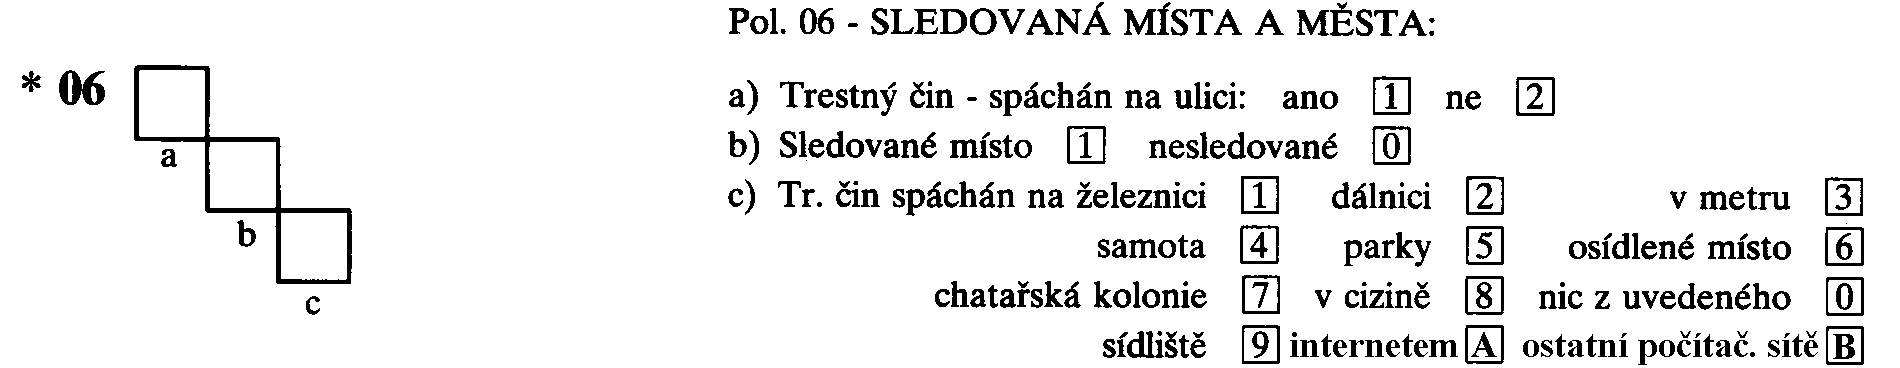 Pol. 06 - SLEDOVANÁ MÍSTA A MĚSTA:
* 06
a
b
c
a) Trestný čin - spáchán na ulici: ano 1 ne 2
b) Sledované místo 1 nesledované 0
c) Tr. čin spáchán na železnici 1 dálnici 2 v metru 3
samota 4 parky 5 osídlené místo 6
chatařská kolonie 7 v cizině 8 nic z uvedeného 0
sídliště 9 internetem A ostatní počítač. sítě B